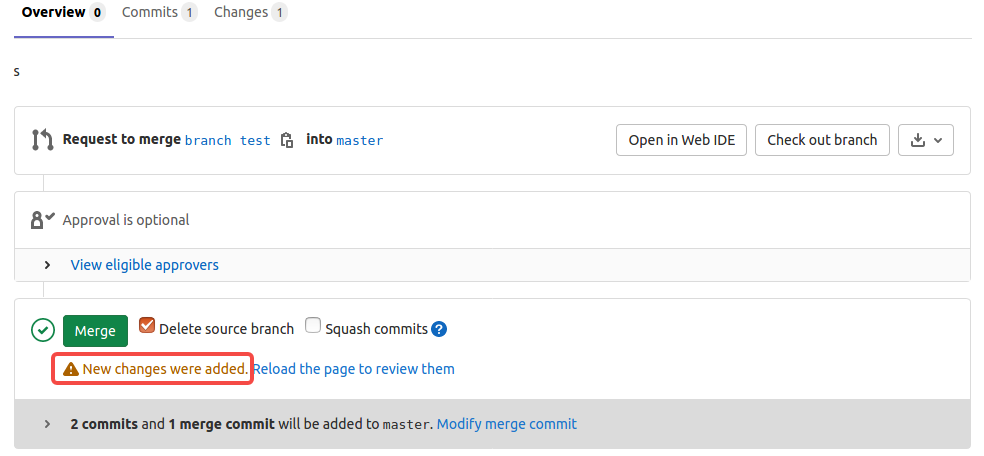 Overview 0 Commits 1 Changes 1
s
Request to merge branch test into master Open in Web IDE Check out branch
Approval is optional
View eligible approvers
Merge Delete source branch Squash commits ?
New changes were added. Reload the page to review them
2 commits and 1 merge commit will be added to master. Modify merge commit